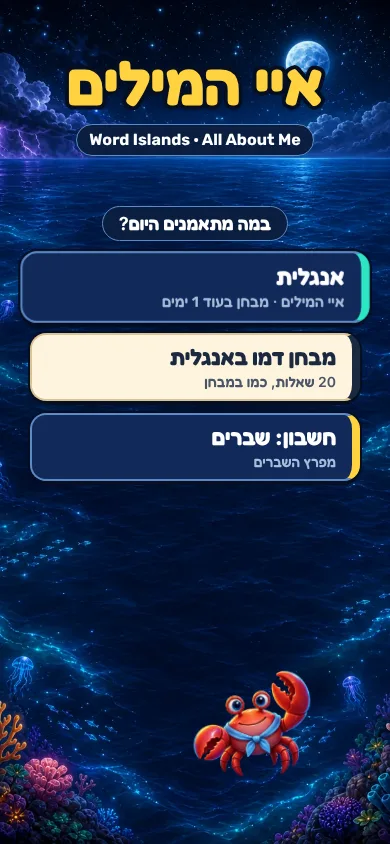 איי המילים
Word Islands • All About Me
במה מתאמנים היום?
אנגלית
איי המילים · מבחן בעוד 1 ימים
מבחן דמו באנגלית
20 שאלות, כמו במבחן
חשבון: שברים
מפרץ השברים